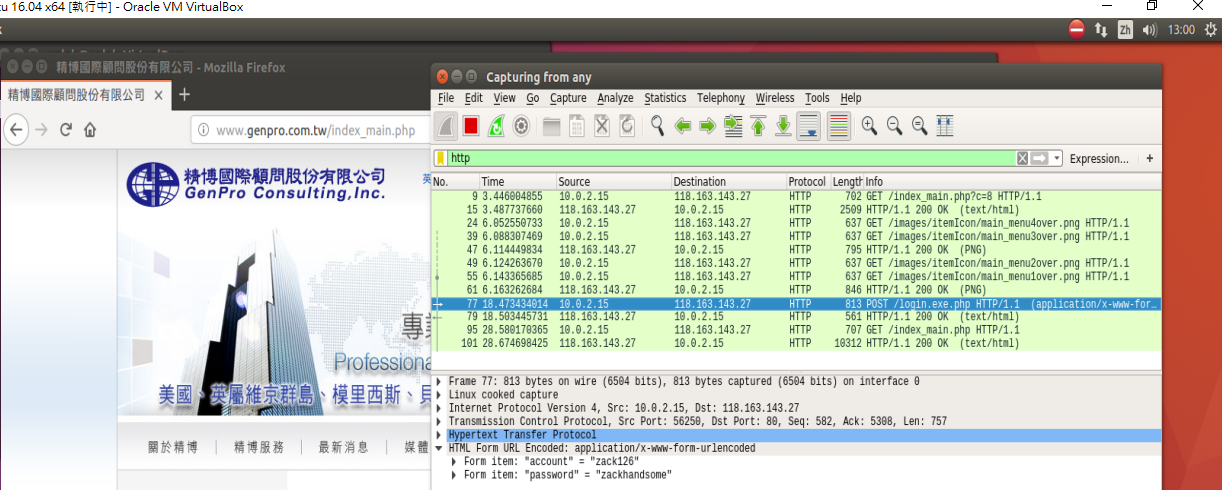 tu 16.04 x64 [執行中] - Oracle VM VirtualBox
Zh 13:00
精博國際顧問股份有限公司 - Mozilla Firefox
精博國際顧問股份有限公司
www.genpro.com.tw/index_main.php
精博國際顧問股份有限公司
GenPro Consulting,Inc.
英
專業
Professiona
美國、英屬維京群島、模里西斯、貝
關於精博 | 精博服務 | 最新消息 | 媒體
Capturing from any
File Edit View Go Capture Analyze Statistics Telephony Wireless Tools Help
http Expression... +
No. Time Source Destination Protocol Length Info
9 3.446004855 10.0.2.15 118.163.143.27 HTTP 702 GET /index_main.php?c=8 HTTP/1.1
15 3.487737660 118.163.143.27 10.0.2.15 HTTP 2509 HTTP/1.1 200 OK (text/html)
24 6.052550733 10.0.2.15 118.163.143.27 HTTP 637 GET /images/itemIcon/main_menu4over.png HTTP/1.1
39 6.088307469 10.0.2.15 118.163.143.27 HTTP 637 GET /images/itemIcon/main_menu3over.png HTTP/1.1
47 6.114449834 118.163.143.27 10.0.2.15 HTTP 795 HTTP/1.1 200 OK (PNG)
49 6.124263670 10.0.2.15 118.163.143.27 HTTP 637 GET /images/itemIcon/main_menu2over.png HTTP/1.1
55 6.143365685 10.0.2.15 118.163.143.27 HTTP 637 GET /images/itemIcon/main_menu1over.png HTTP/1.1
61 6.163262684 118.163.143.27 10.0.2.15 HTTP 846 HTTP/1.1 200 OK (PNG)
77 18.473434014 10.0.2.15 118.163.143.27 HTTP 813 POST /login.exe.php HTTP/1.1 (application/x-www-for…
79 18.503445731 118.163.143.27 10.0.2.15 HTTP 561 HTTP/1.1 200 OK (text/html)
95 28.580170365 10.0.2.15 118.163.143.27 HTTP 707 GET /index_main.php HTTP/1.1
101 28.674698425 118.163.143.27 10.0.2.15 HTTP 10312 HTTP/1.1 200 OK (text/html)
Frame 77: 813 bytes on wire (6504 bits), 813 bytes captured (6504 bits) on interface 0
Linux cooked capture
Internet Protocol Version 4, Src: 10.0.2.15, Dst: 118.163.143.27
Transmission Control Protocol, Src Port: 56250, Dst Port: 80, Seq: 582, Ack: 5308, Len: 757
Hypertext Transfer Protocol
HTML Form URL Encoded: application/x-www-form-urlencoded
Form item: "account" = "zack126"
Form item: "password" = "zackhandsome"